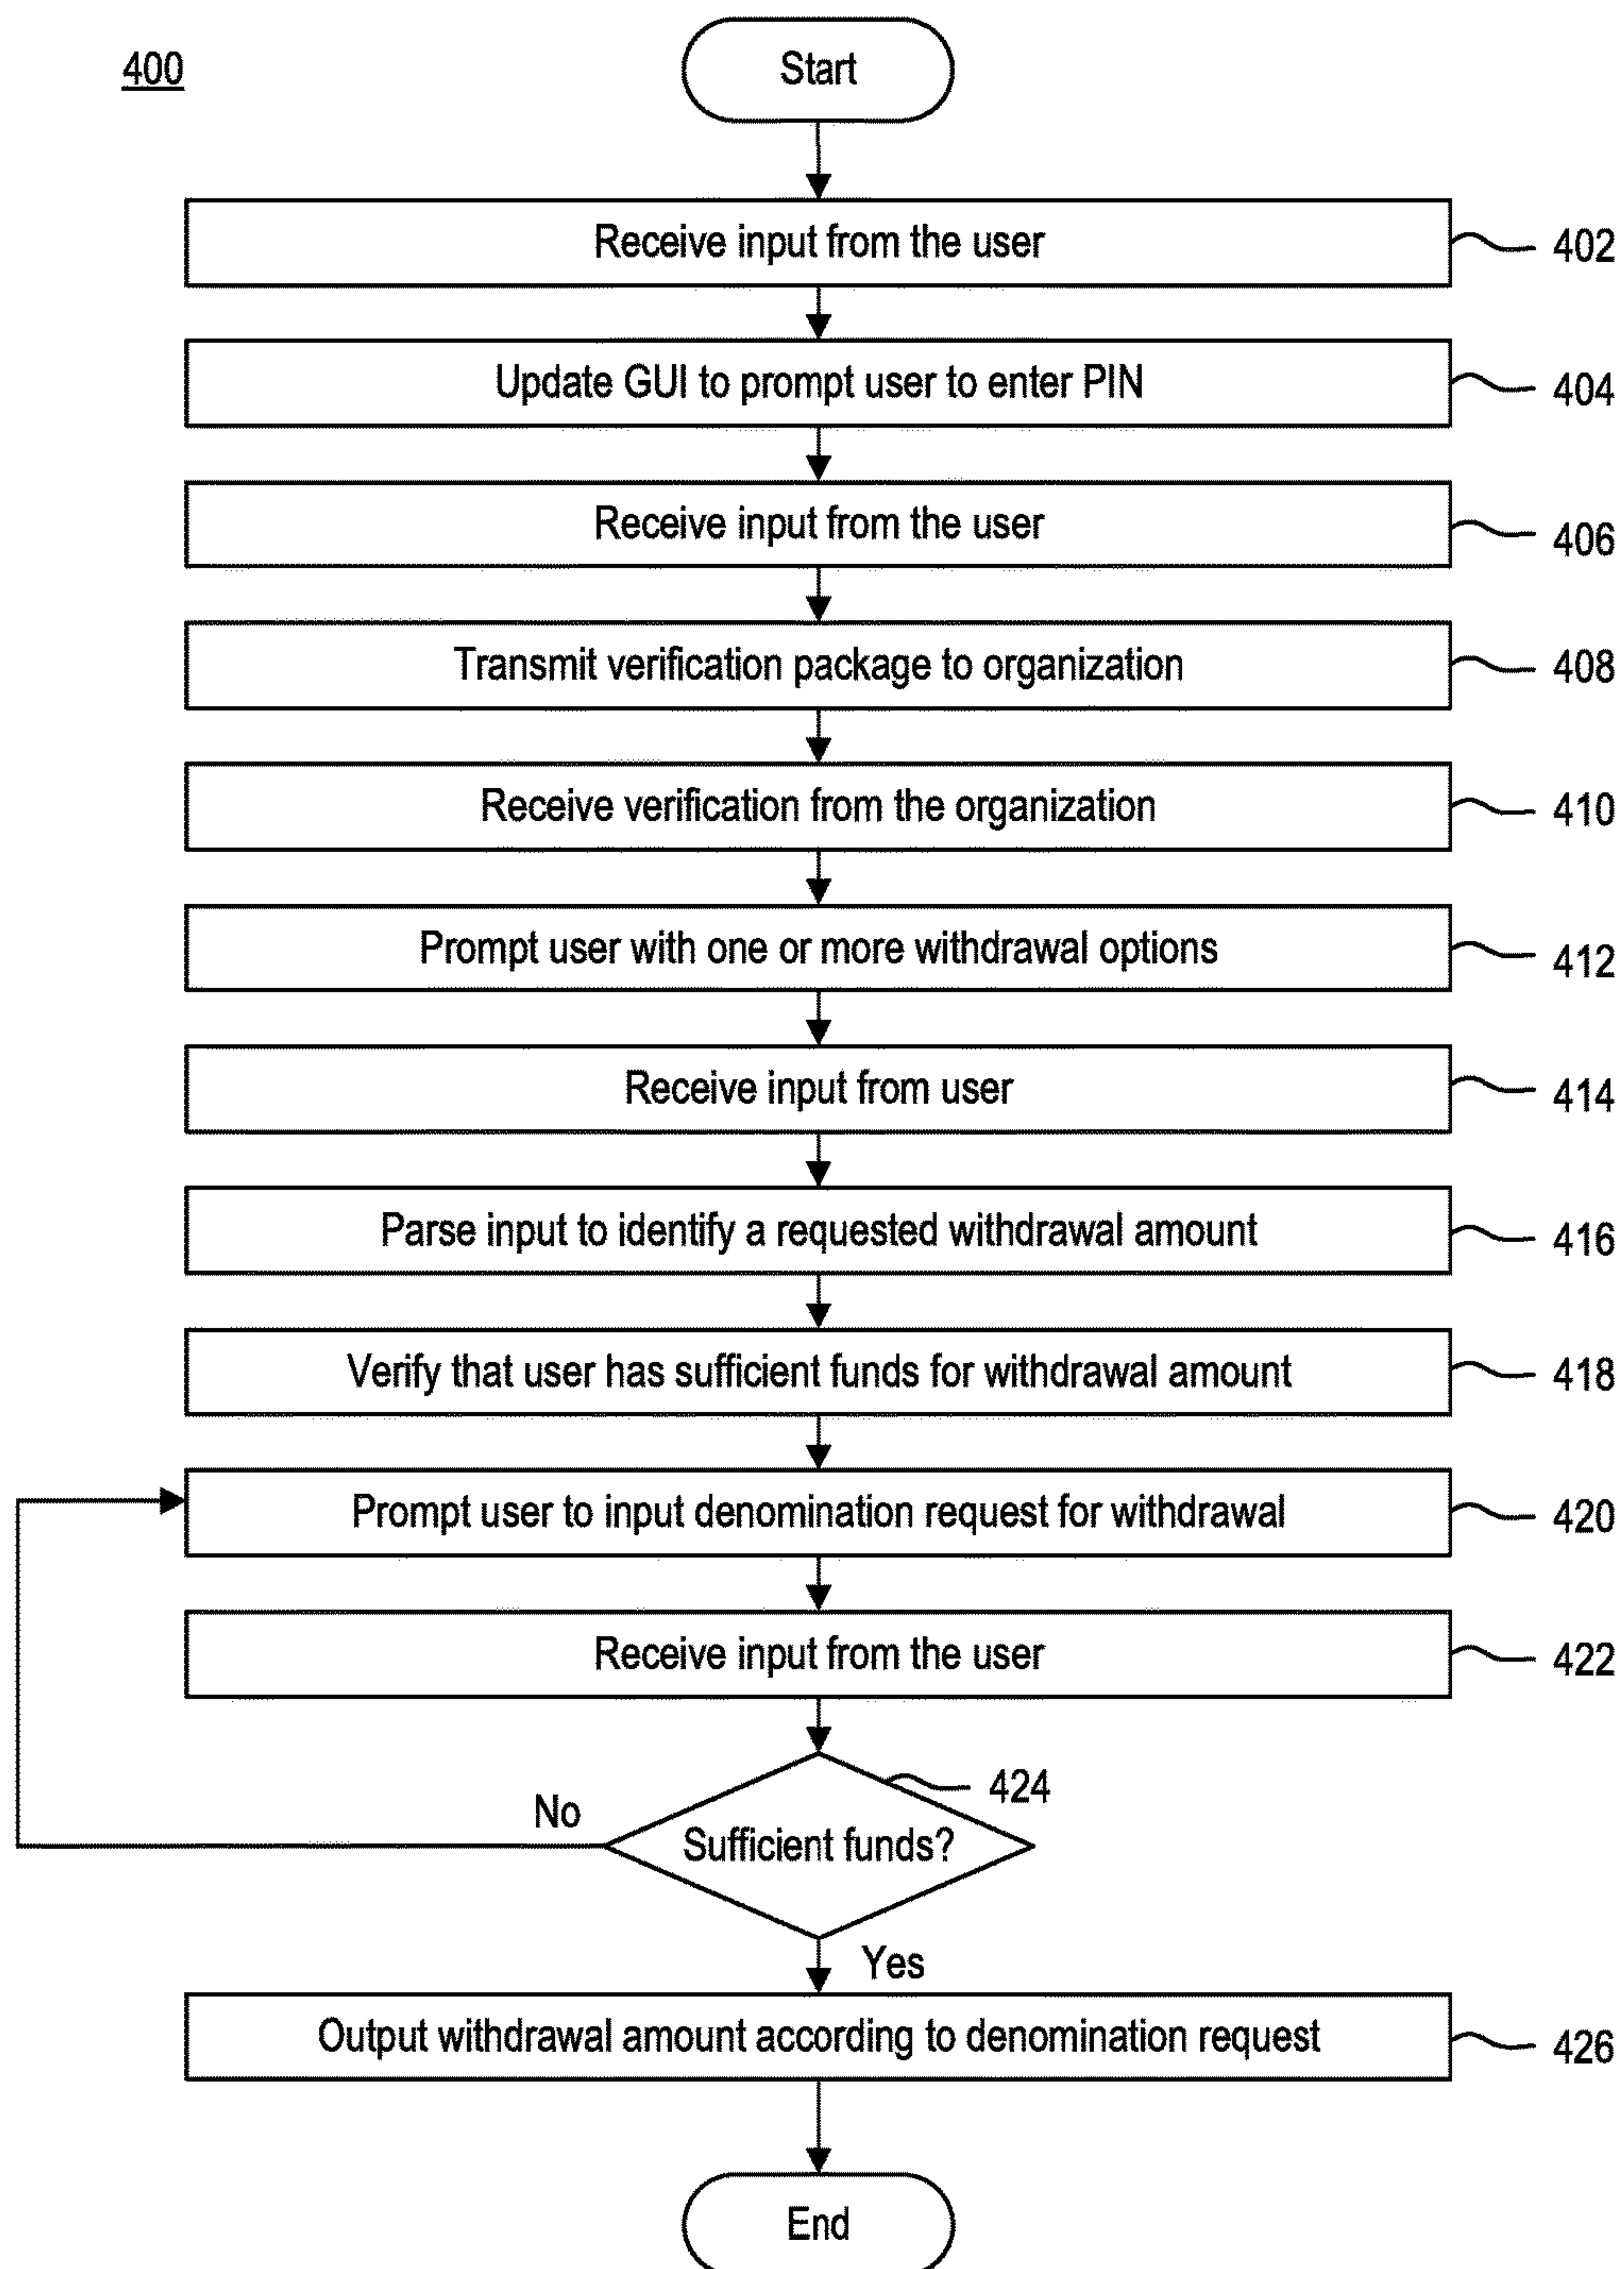 400
Start
Receive input from the user
402
Update GUI to prompt user to enter PIN
404
Receive input from the user
406
Transmit verification package to organization
408
Receive verification from the organization
410
Prompt user with one or more withdrawal options
412
Receive input from user
414
Parse input to identify a requested withdrawal amount
416
Verify that user has sufficient funds for withdrawal amount
418
Prompt user to input denomination request for withdrawal
420
Receive input from the user
422
424
No
Sufficient funds?
Yes
Output withdrawal amount according to denomination request
426
End